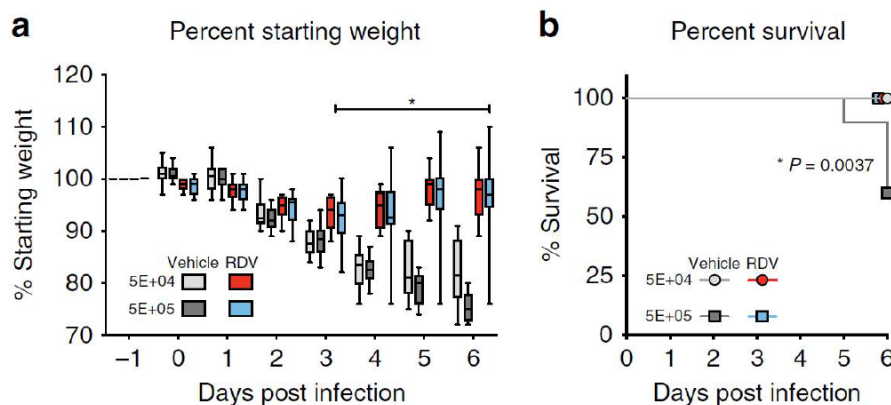 a Percent starting weight
% Starting weight
120
110
100
90
80
70
*
Vehicle RDV
5E+04
5E+05
−1 0 1 2 3 4 5 6
Days post infection
b Percent survival
% Survival
100
75
50
25
0
* P = 0.0037
Vehicle RDV
5E+04
5E+05
0 1 2 3 4 5 6
Days post infection